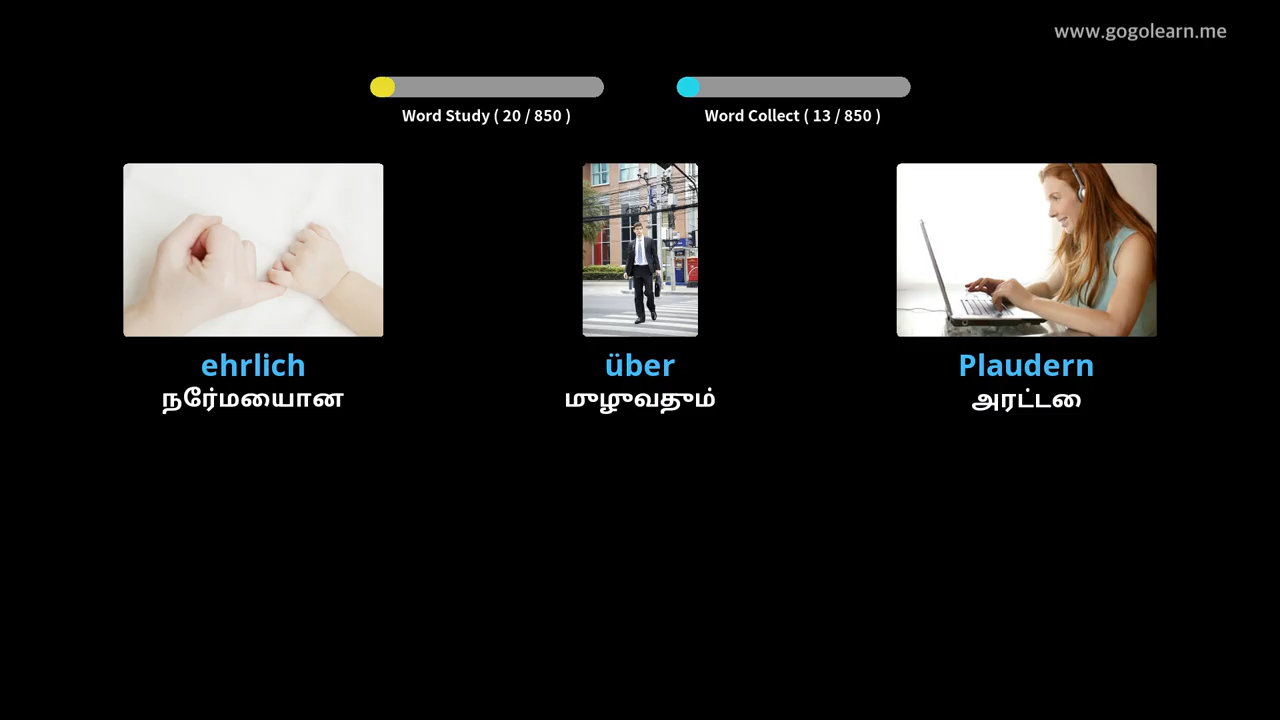 www.gogolearn.me
Word Study ( 20 / 850 )
Word Collect ( 13 / 850 )
ehrlich
நேர்மையான
über
முழுவதும்
Plaudern
அரட்டை